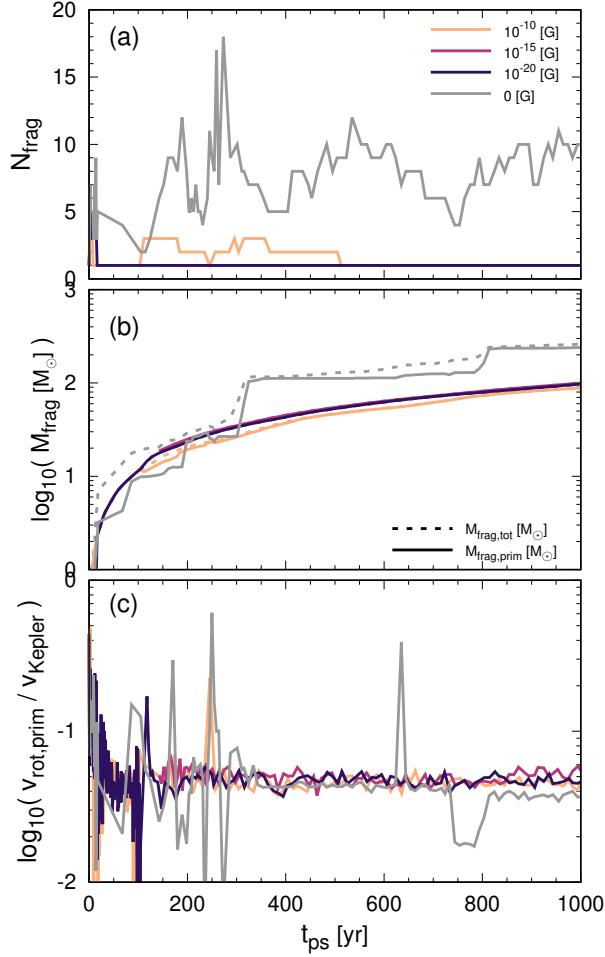 (a)
10⁻¹⁰ [G]
10⁻¹⁵ [G]
10⁻²⁰ [G]
0 [G]
N_frag
20
15
10
5
0
(b)
log₁₀( M_frag [M_☉] )
3
2
1
0
M_frag,tot [M_☉]
M_frag,prim [M_☉]
(c)
log₁₀( v_rot,prim / v_Kepler )
0
-1
-2
0 200 400 600 800 1000
t_ps [yr]